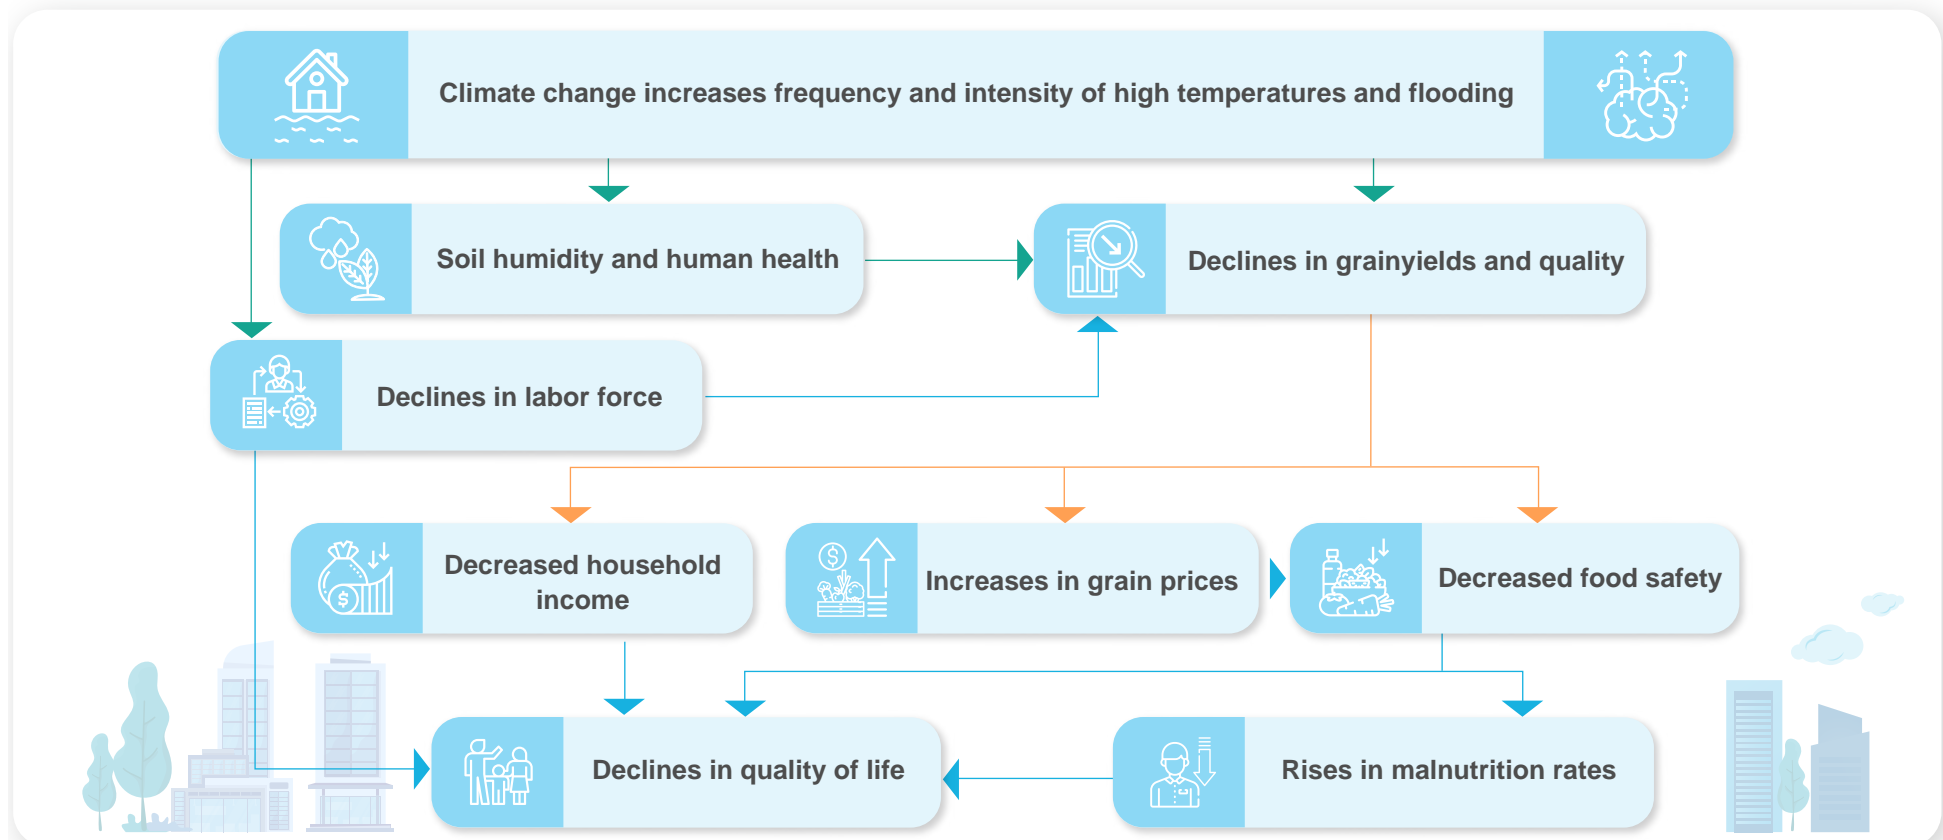 Climate change increases frequency and intensity of high temperatures and flooding
Soil humidity and human health
Declines in grainyields and quality
Declines in labor force
Decreased household
income
$
Increases in grain prices
$
Decreased food safety
Declines in quality of life
Rises in malnutrition rates